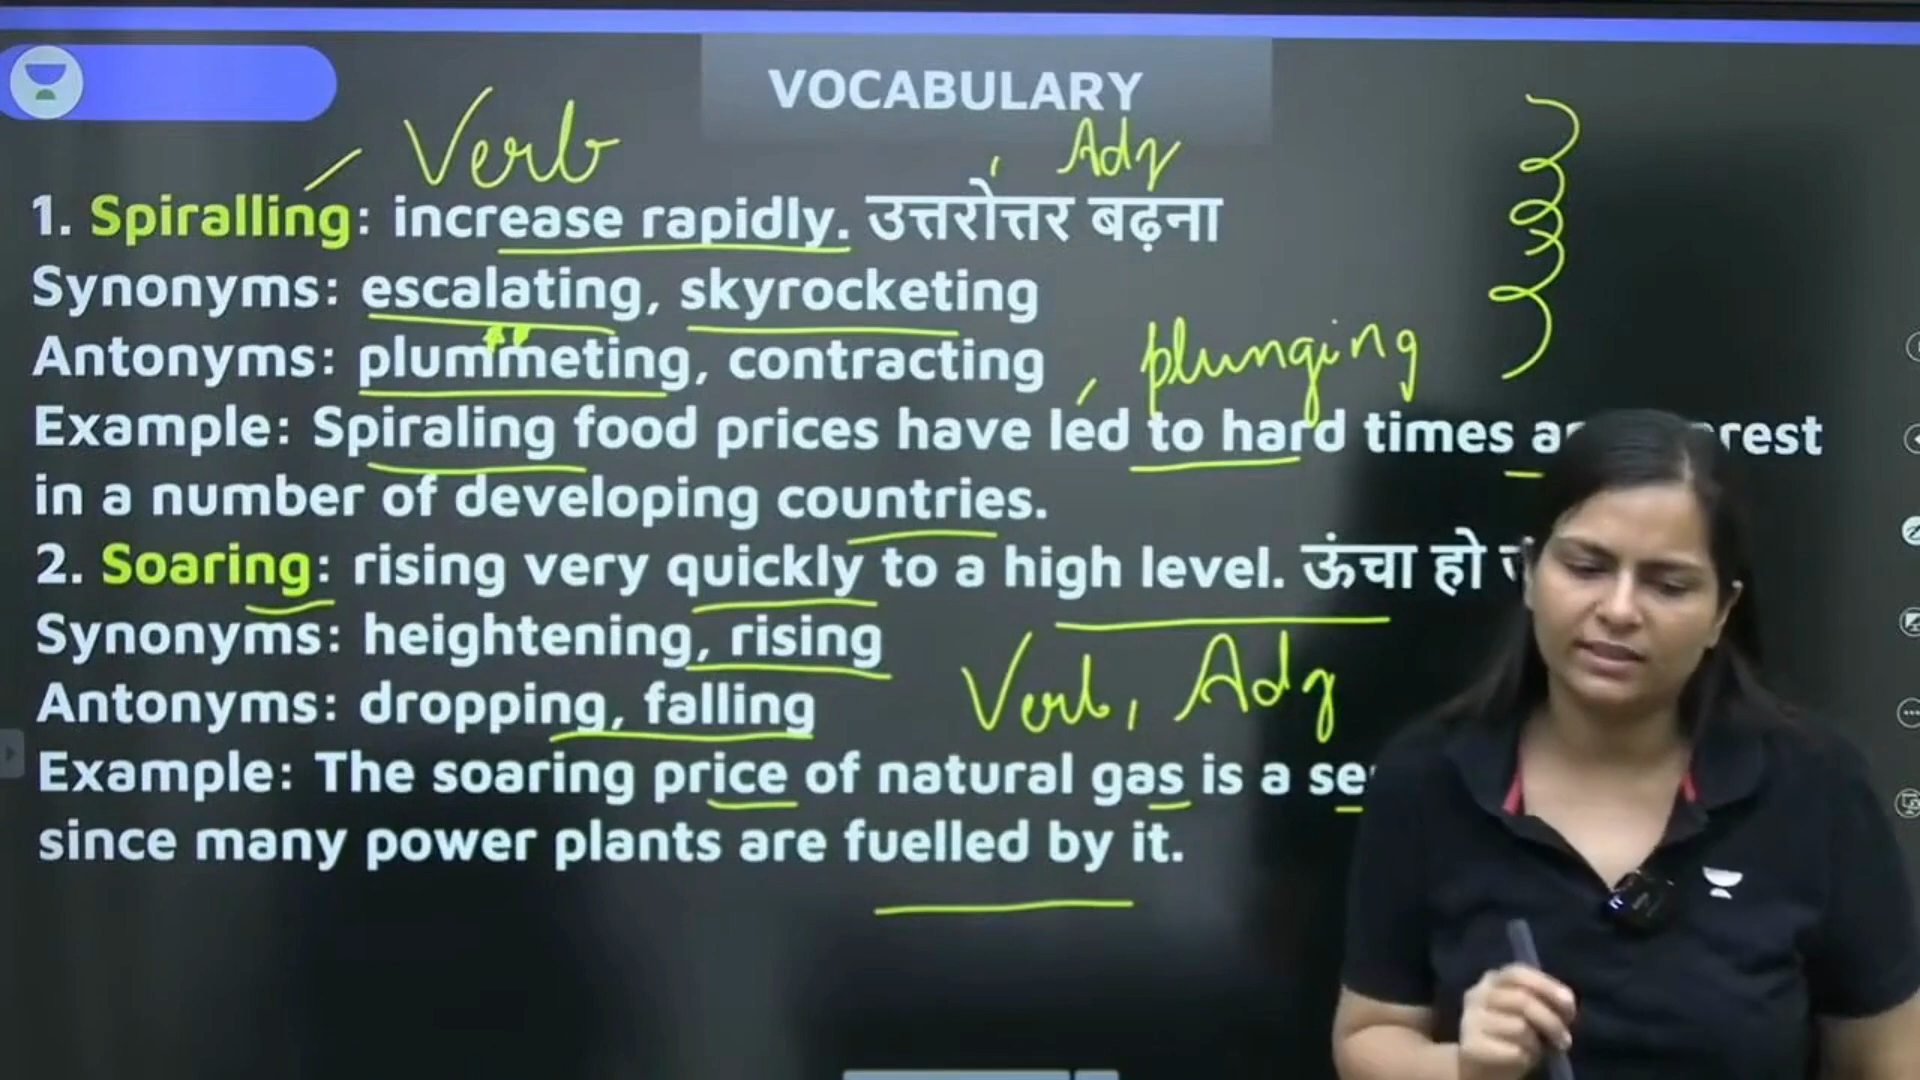 VOCABULARY
Verb , Adj
1. Spiralling: increase rapidly. उत्तरोत्तर बढ़ना
Synonyms: escalating, skyrocketing
Antonyms: plummeting, contracting , plunging
Example: Spiraling food prices have led to hard times
in a number of developing countries.
2. Soaring: rising very quickly to a high level. ऊंचा हो
Synonyms: heightening, rising
Antonyms: dropping, falling Verb, Adj
Example: The soaring price of natural gas is a
since many power plants are fuelled by it.